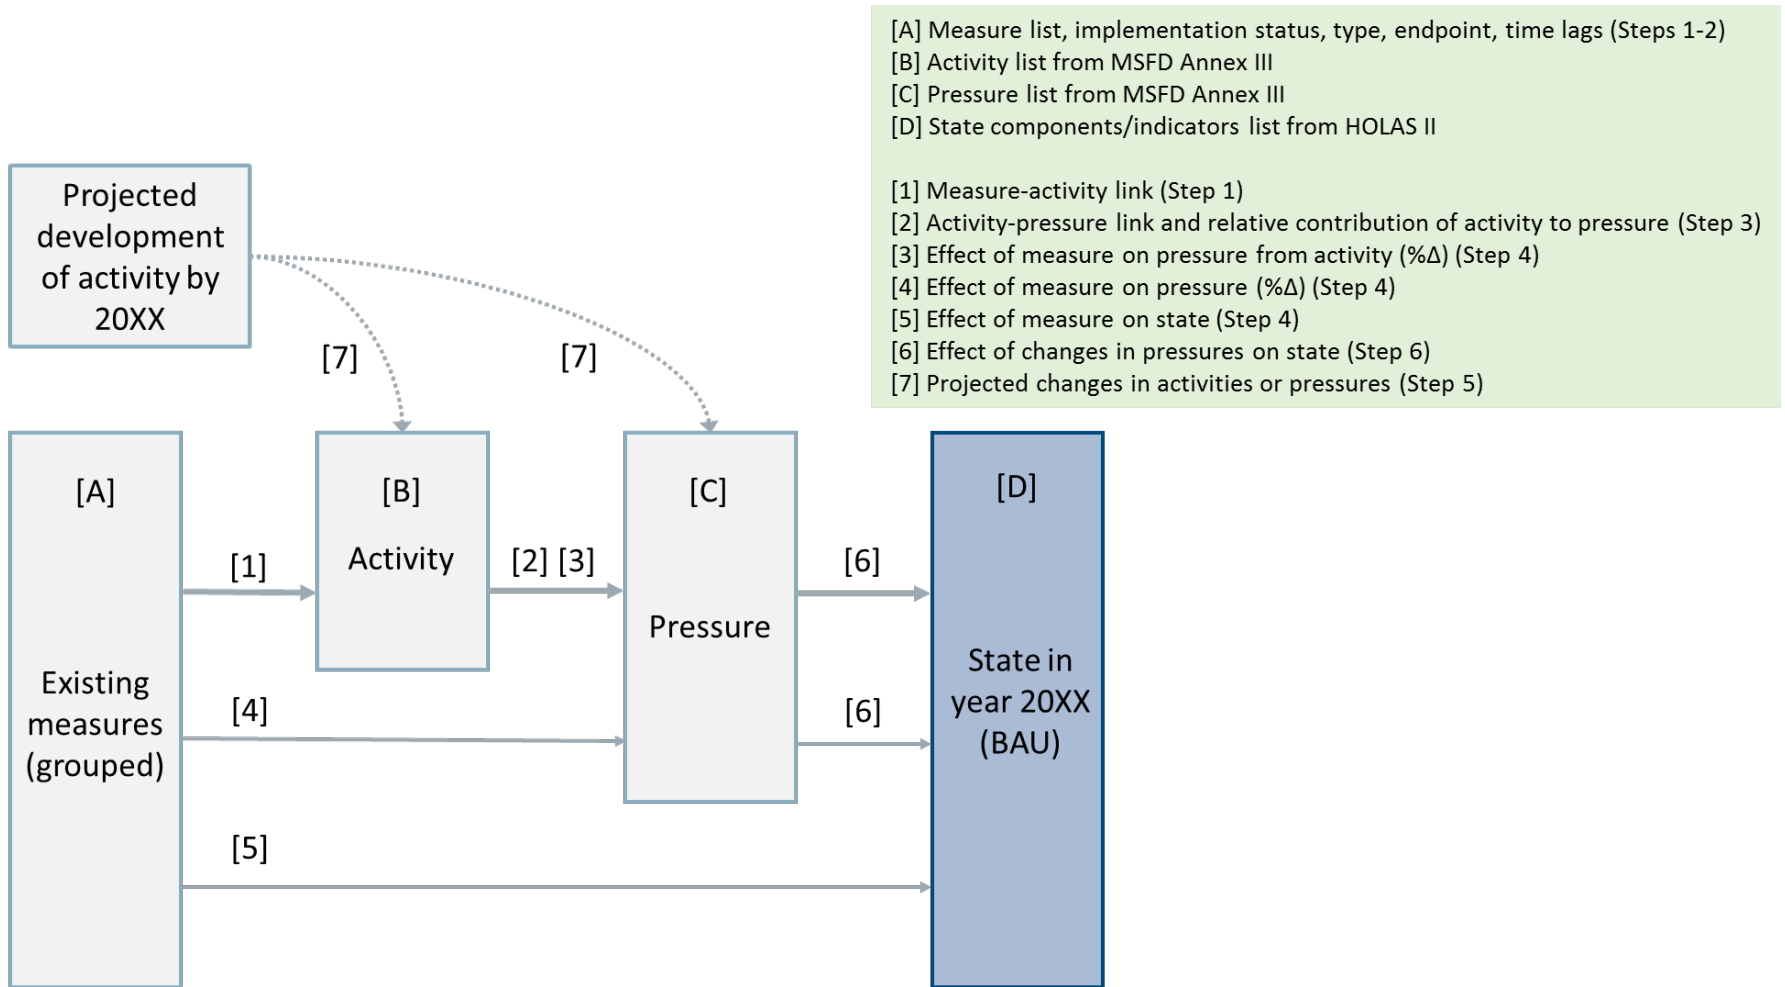 [A] Measure list, implementation status, type, endpoint, time lags (Steps 1-2)
[B] Activity list from MSFD Annex III
[C] Pressure list from MSFD Annex III
[D] State components/indicators list from HOLAS II
[1] Measure-activity link (Step 1)
[2] Activity-pressure link and relative contribution of activity to pressure (Step 3)
[3] Effect of measure on pressure from activity (%Δ) (Step 4)
[4] Effect of measure on pressure (%Δ) (Step 4)
[5] Effect of measure on state (Step 4)
[6] Effect of changes in pressures on state (Step 6)
[7] Projected changes in activities or pressures (Step 5)
Projected
development
of activity by
20XX
[7]
[7]
[A]
Existing
measures
(grouped)
[1]
[4]
[5]
[B]
Activity
[2] [3]
[C]
Pressure
[6]
[6]
[D]
State in
year 20XX
(BAU)